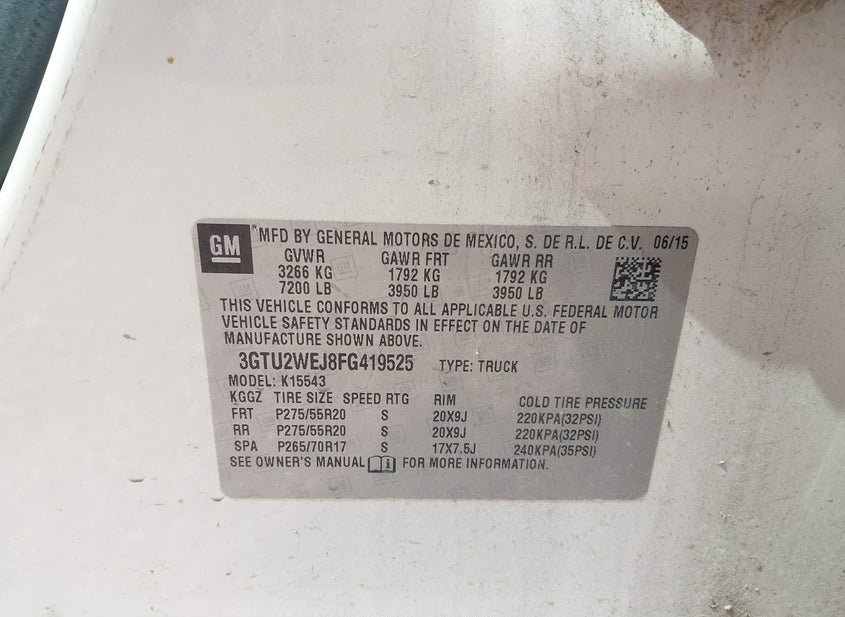 GM *MFD BY GENERAL MOTORS DE MEXICO, S. DE R.L. DE C.V. 06/15
GVWR GAWR FRT GAWR RR
3266 KG 1792 KG 1792 KG
7200 LB 3950 LB 3950 LB
THIS VEHICLE CONFORMS TO ALL APPLICABLE U.S. FEDERAL MOTOR
VEHICLE SAFETY STANDARDS IN EFFECT ON THE DATE OF
MANUFACTURE SHOWN ABOVE.
3GTU2WEJ8FG419525 TYPE: TRUCK
MODEL: K15543
KGGZ TIRE SIZE SPEED RTG RIM COLD TIRE PRESSURE
FRT P275/55R20 S 20X9J 220KPA(32PSI)
RR P275/55R20 S 20X9J 220KPA(32PSI)
SPA P265/70R17 S 17X7.5J 240KPA(35PSI)
SEE OWNER'S MANUAL FOR MORE INFORMATION.